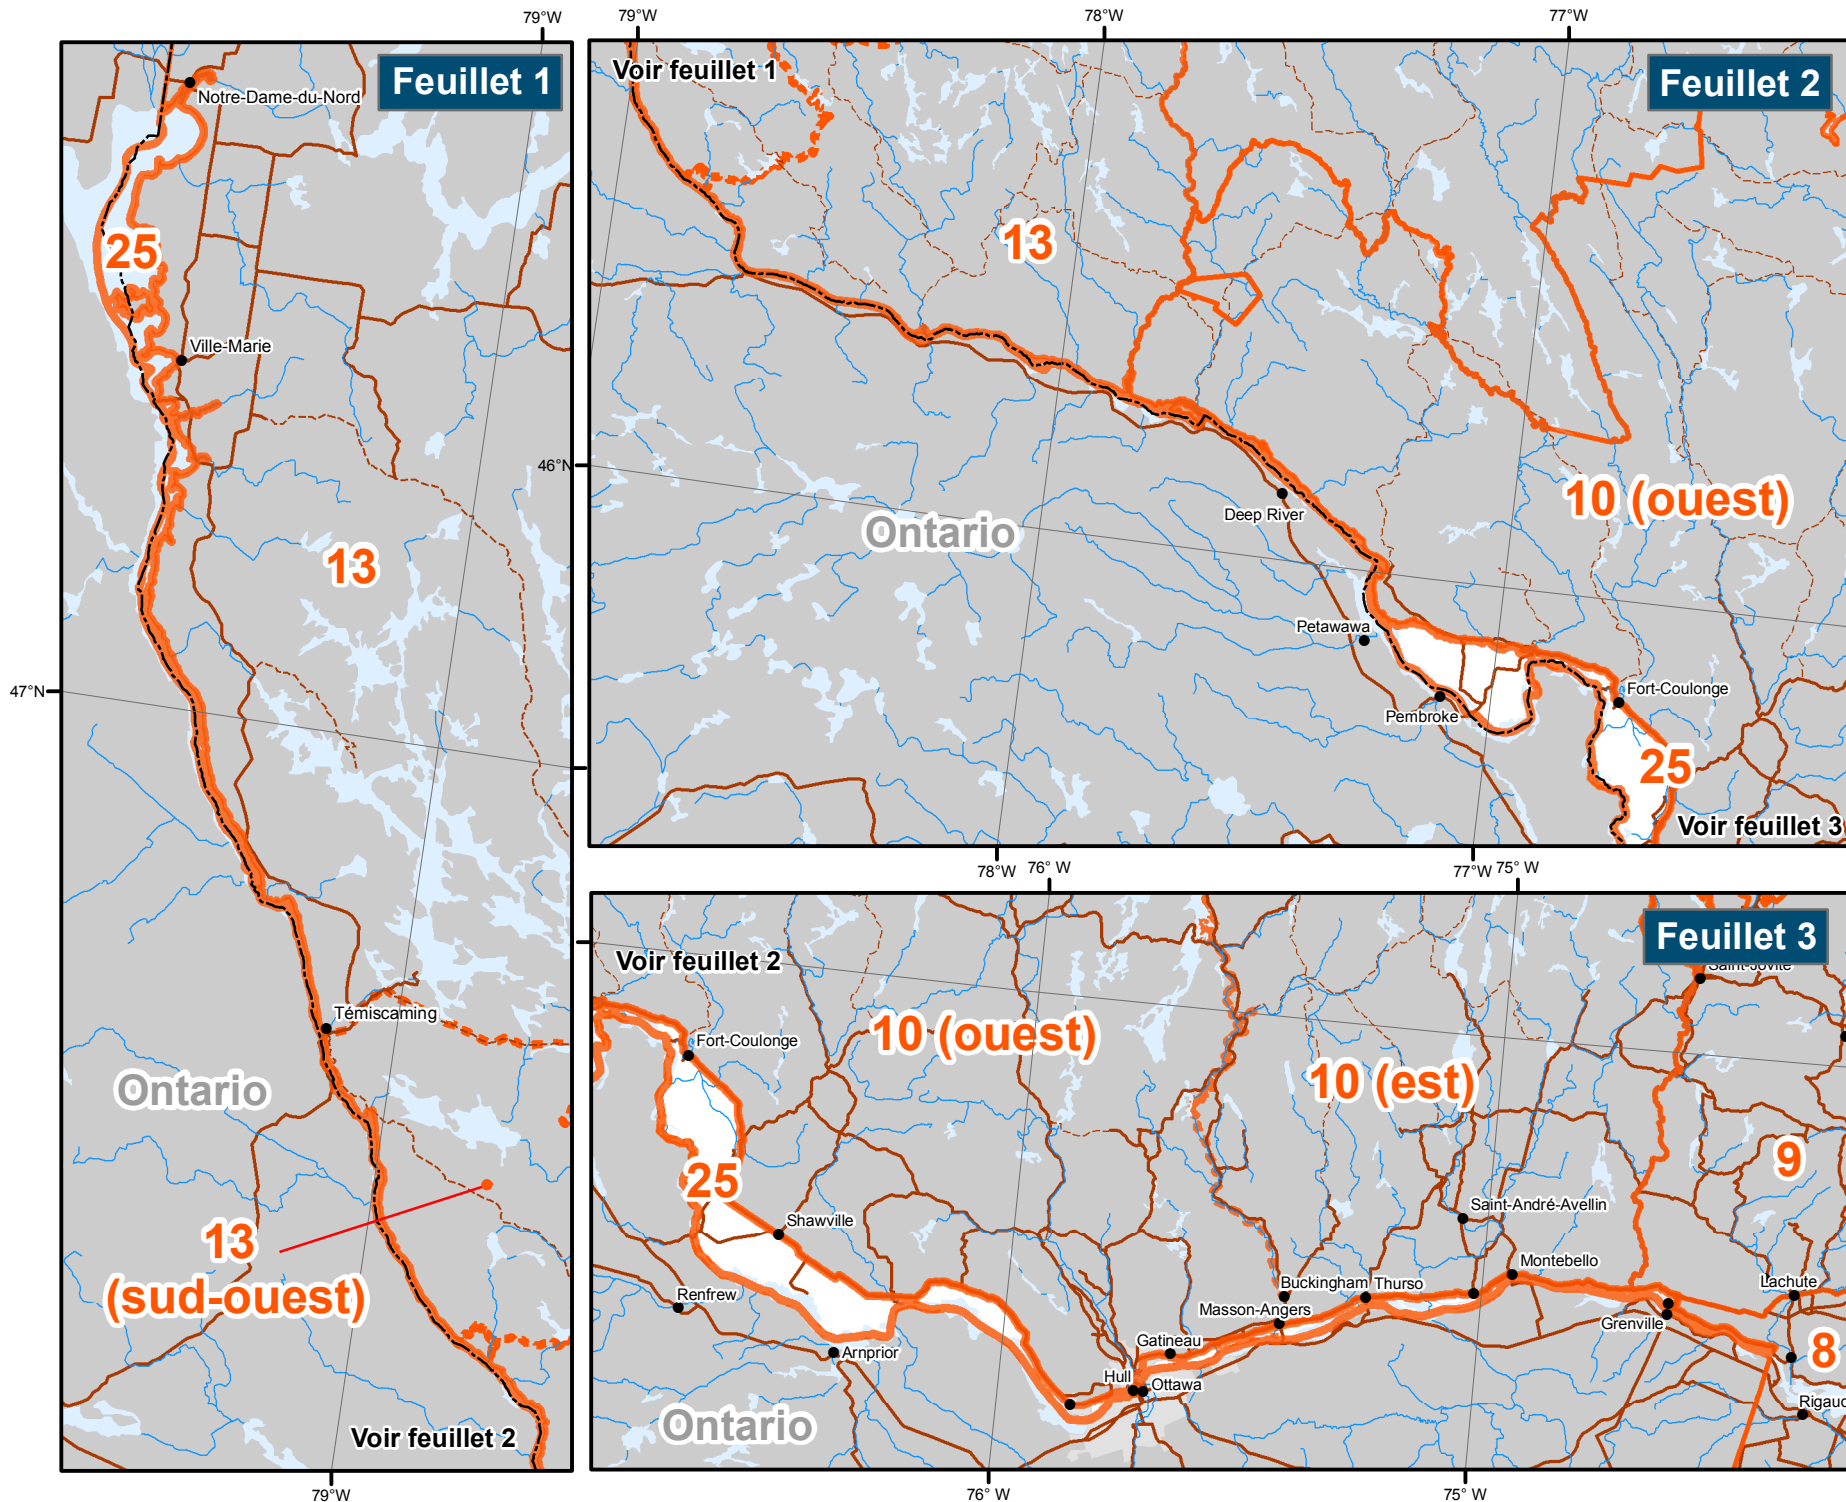 79°W
79°W
78°W
77°W
Feuillet 1
Notre-Dame-du-Nord
25
Ville-Marie
13
47°N
Témiscaming
Ontario
13
(sud-ouest)
Voir feuillet 2
79°W
Voir feuillet 1
Feuillet 2
13
46°N
Deep River
Ontario
10 (ouest)
Petawawa
Pembroke
Fort-Coulonge
25
Voir feuillet 3
78°W
76° W
77°W
75° W
Voir feuillet 2
Feuillet 3
Saint-Jovite
10 (ouest)
Fort-Coulonge
10 (est)
9
25
Shawville
Saint-André-Avellin
Montebello
Renfrew
Buckingham
Thurso
Lachute
Masson-Angers
Grenville
Arnprior
Gatineau
8
Hull
Ottawa
Rigaud
Ontario
76° W
75° W